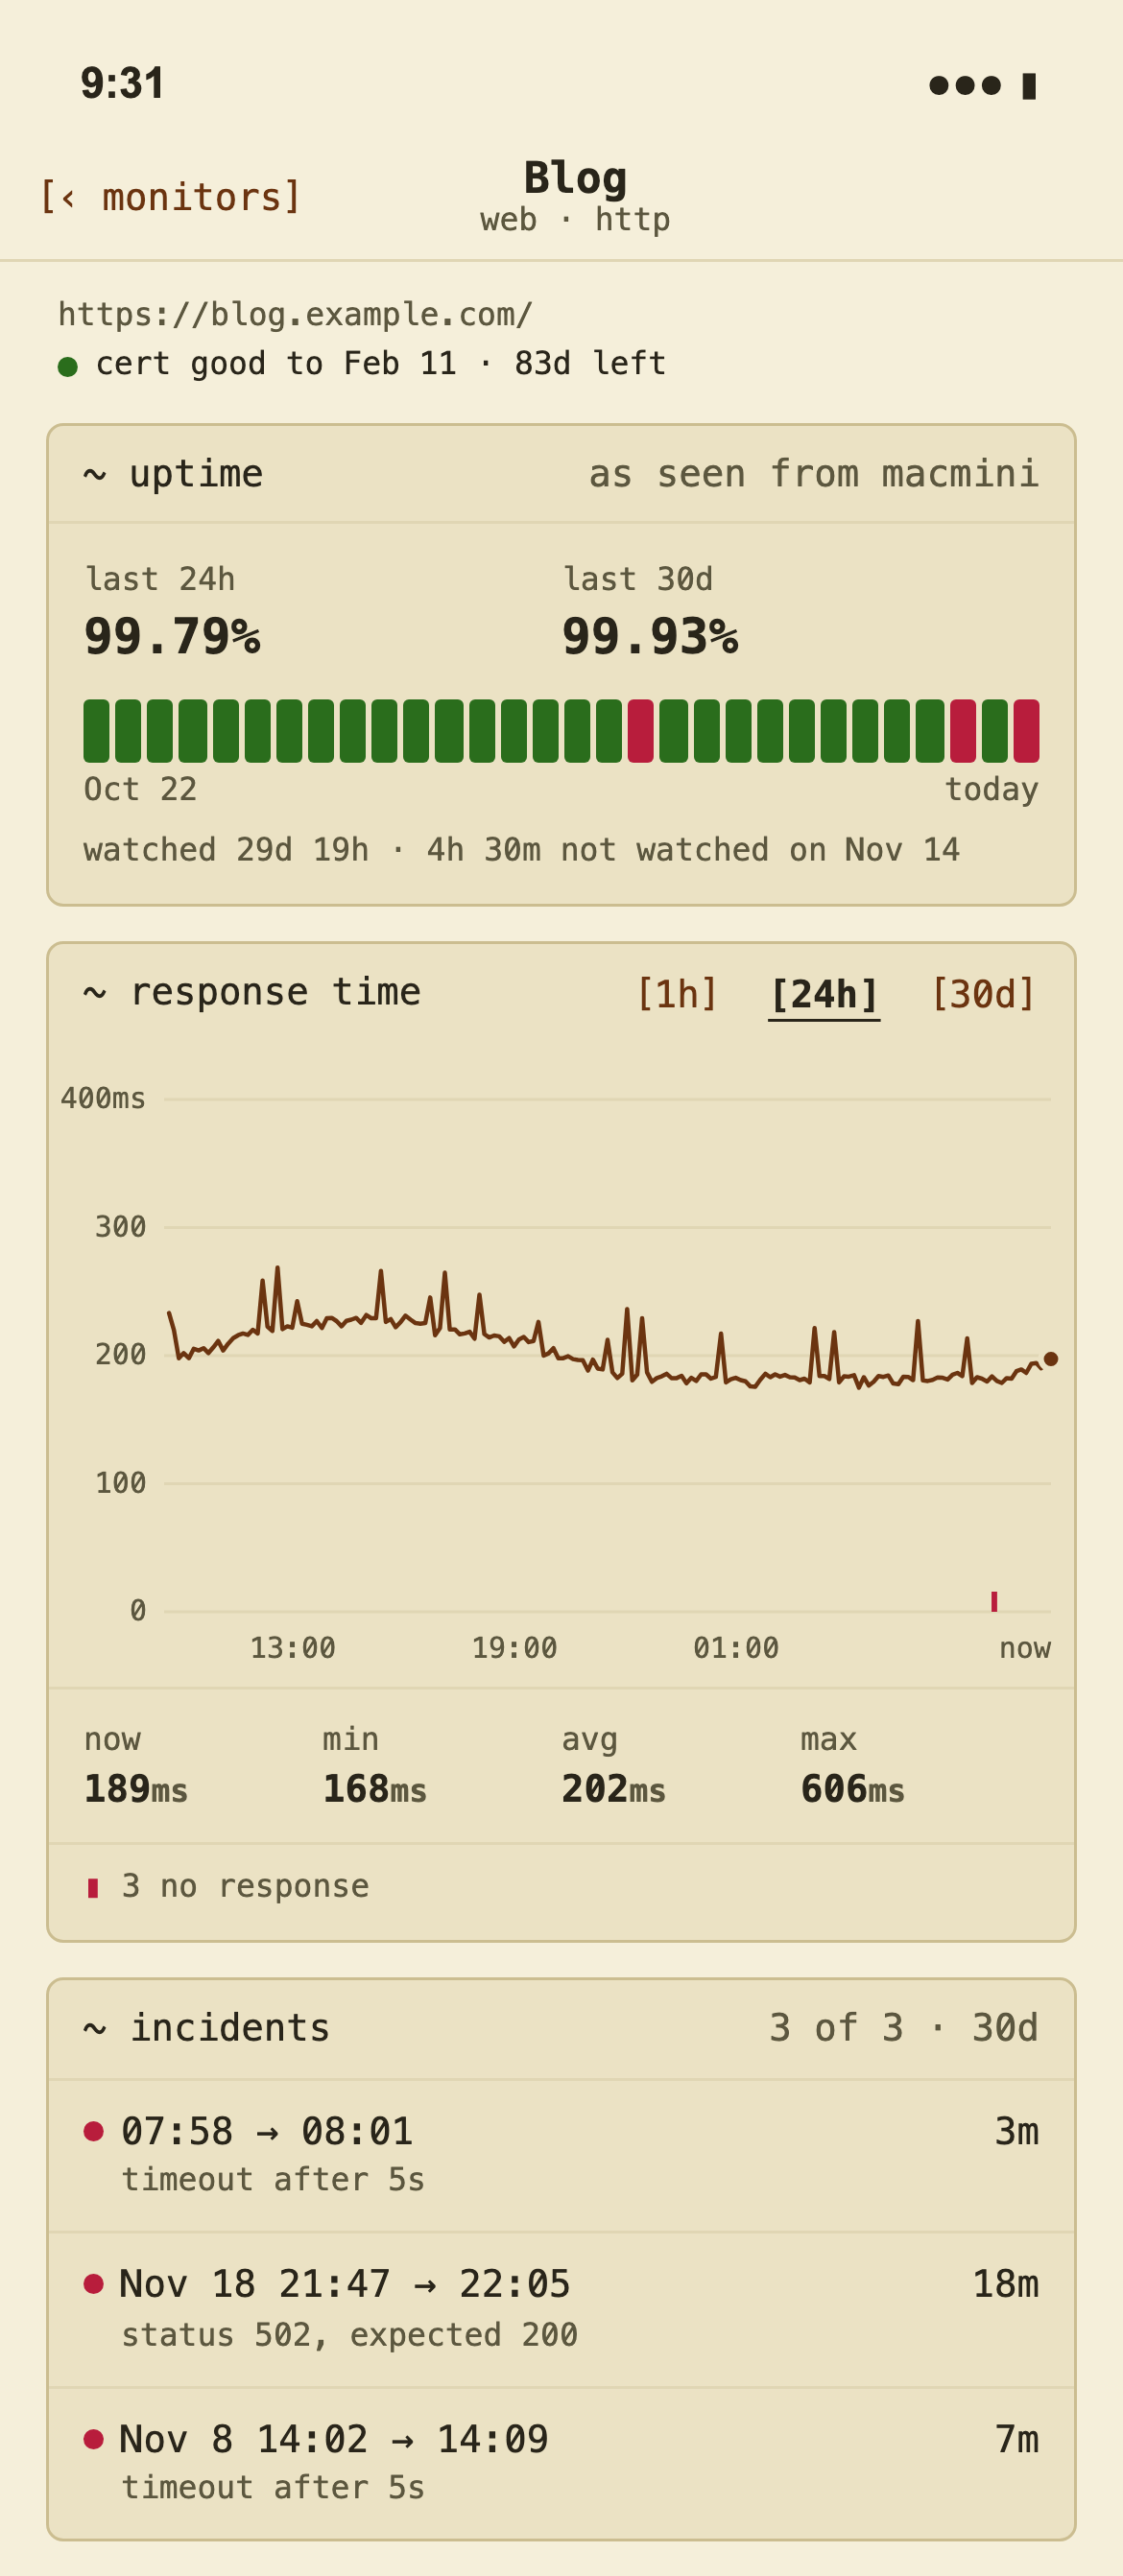 9:31
[‹ monitors]
Blog
web · http
https://blog.example.com/
cert good to Feb 11 · 83d left
~ uptime as seen from macmini
last 24h last 30d
99.79% 99.93%
Oct 22 today
watched 29d 19h · 4h 30m not watched on Nov 14
~ response time [1h] [24h] [30d]
400ms
300
200
100
0
13:00 19:00 01:00 now
now min avg max
189ms 168ms 202ms 606ms
3 no response
~ incidents 3 of 3 · 30d
07:58 → 08:01 3m
timeout after 5s
Nov 18 21:47 → 22:05 18m
status 502, expected 200
Nov 8 14:02 → 14:09 7m
timeout after 5s